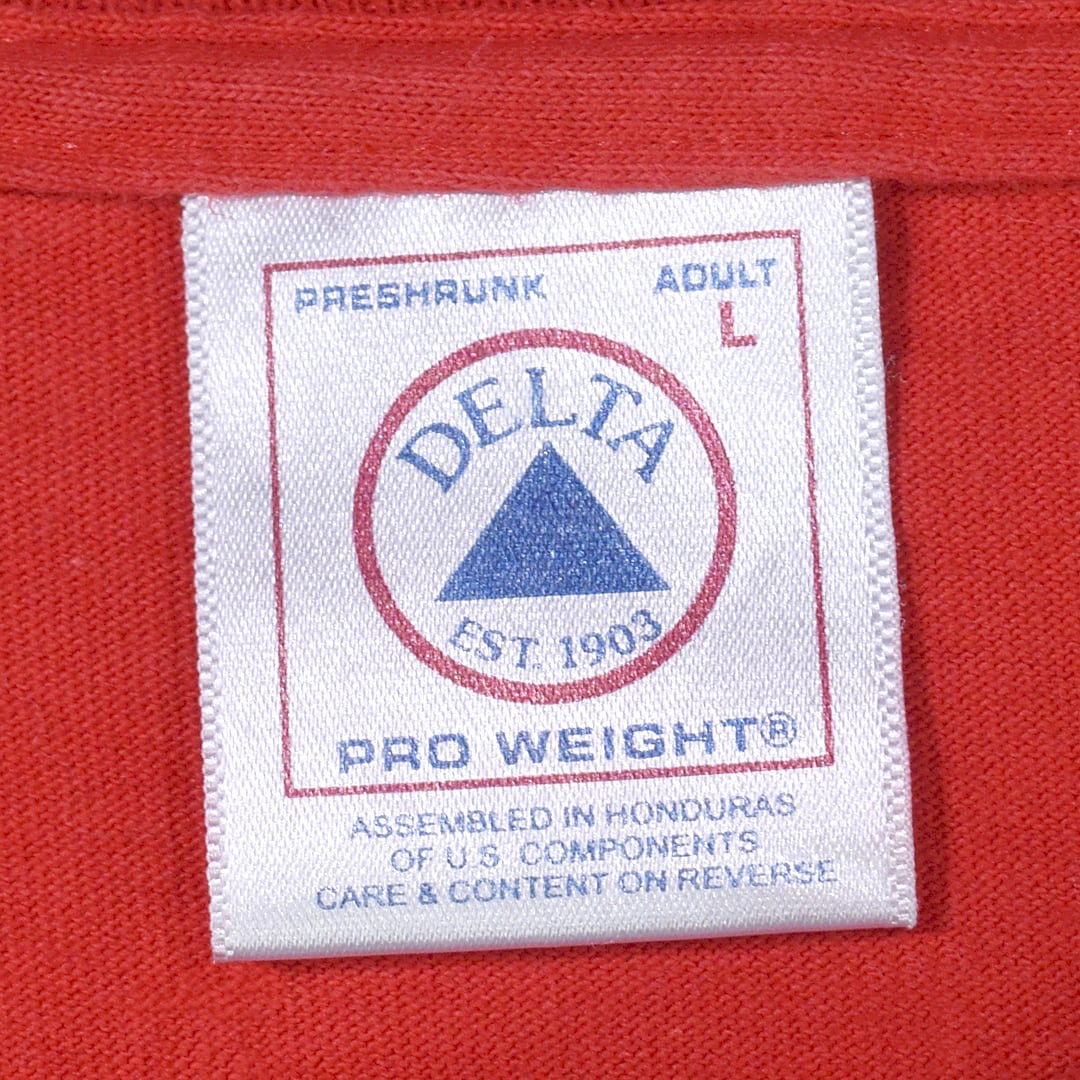 PRESHRUNK ADULT
L
DELTA
EST. 1903
PRO WEIGHT®
ASSEMBLED IN HONDURAS
OF U.S. COMPONENTS
CARE & CONTENT ON REVERSE